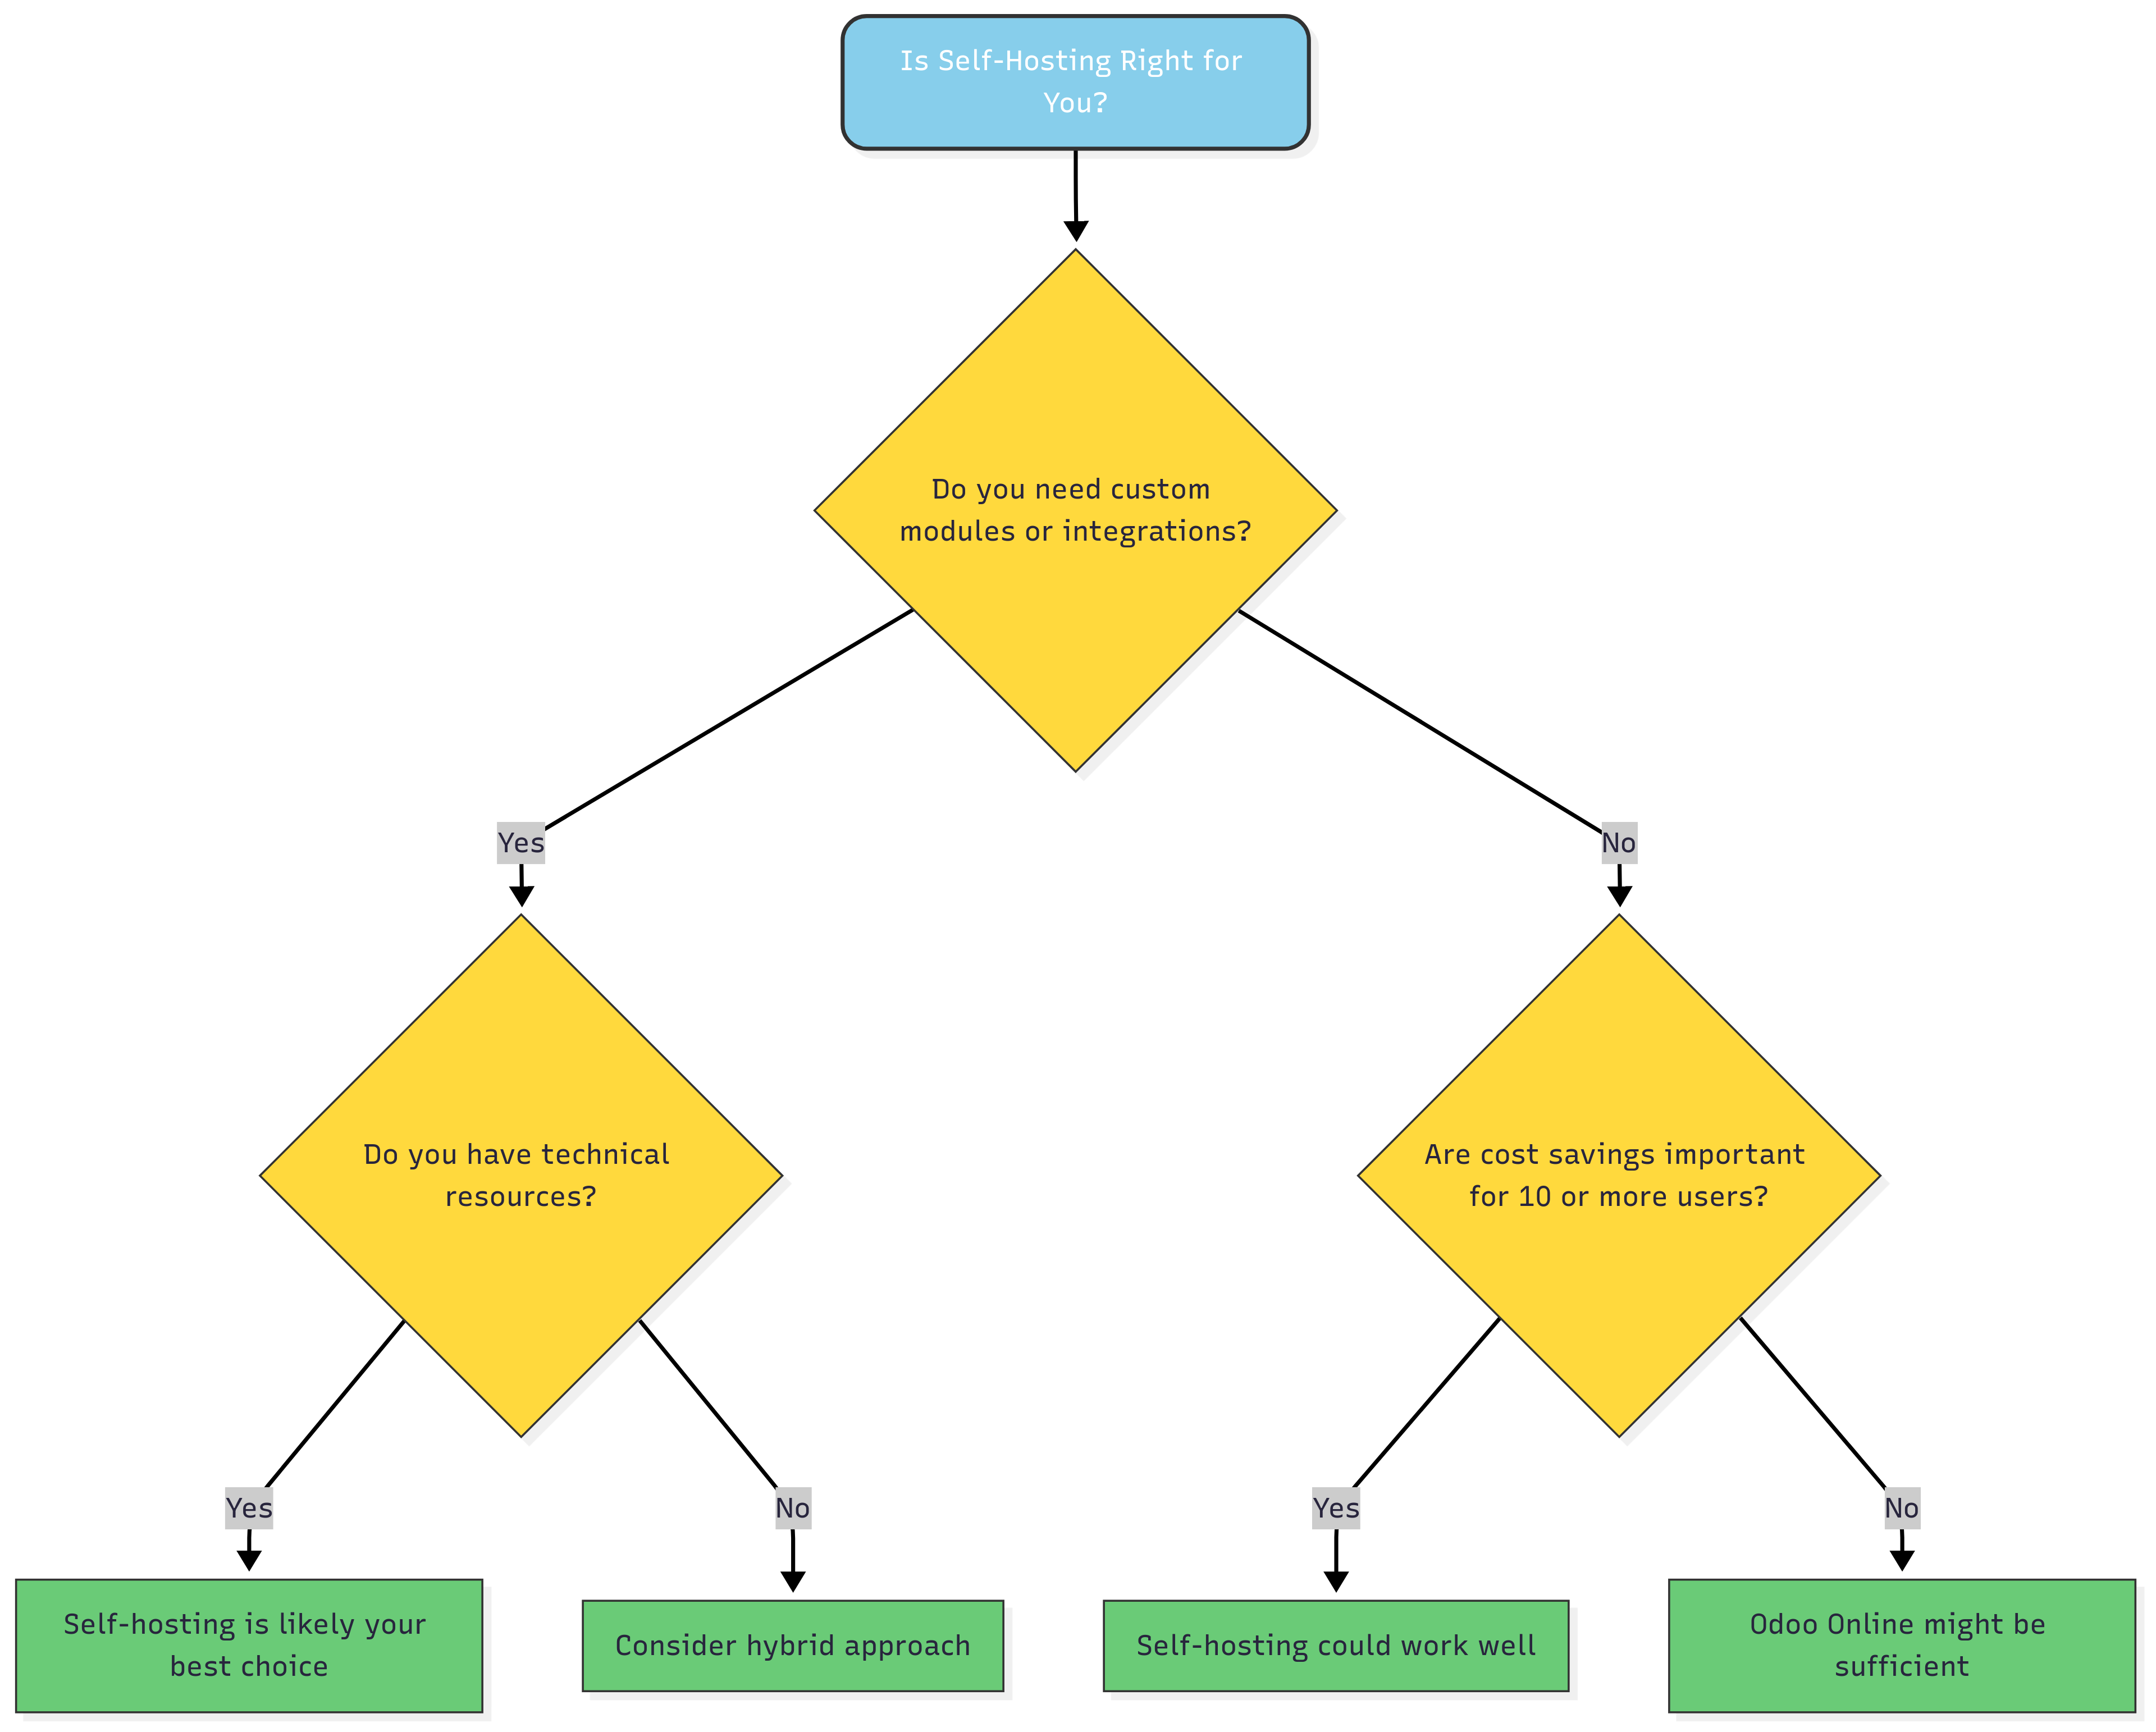 Is Self-Hosting Right for
You?
Do you need custom
modules or integrations?
Yes
No
Do you have technical
resources?
Are cost savings important
for 10 or more users?
Yes
No
Yes
No
Self-hosting is likely your
best choice
Consider hybrid approach
Self-hosting could work well
Odoo Online might be
sufficient